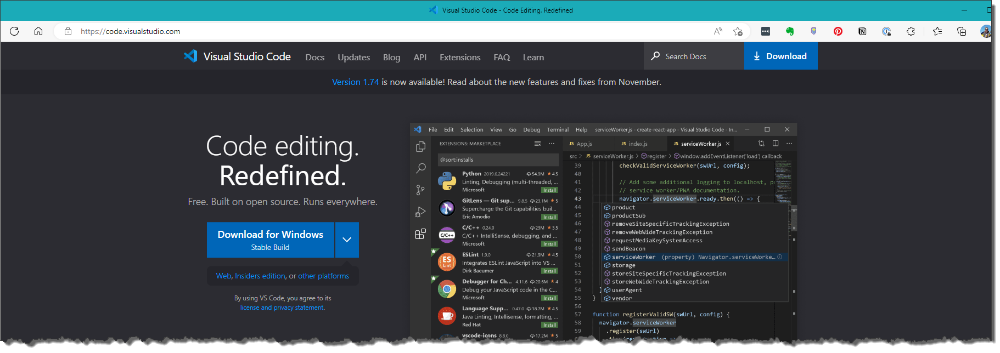 Visual Studio Code - Code Editing. Redefined
https://code.visualstudio.com
Visual Studio Code Docs Updates Blog API Extensions FAQ Learn Search Docs Download
Version 1.74 is now available! Read about the new features and fixes from November.
Code editing.
Redefined.
Free. Built on open source. Runs everywhere.
Download for Windows
Stable Build
Web, Insiders edition, or other platforms
By using VS Code, you agree to its
license and privacy statement.
File Edit Selection View Go Debug Terminal Help serviceWorker.js - create-react-app - Visual Studio Code - In...
EXTENSIONS: MARKETPLACE
@sort:installs
Python 2019.6.24221 54.9M 4.5
Linting, Debugging (multi-threaded, ...
Microsoft Install
GitLens — Git sup... 9.8.5 23.1M 5
Supercharge the Git capabilities buil...
Eric Amodio Install
C/C++ 0.24.0 23M 3.5
C/C++ C/C++ IntelliSense, debugging, and ...
Microsoft Install
ESLint 1.9.0 21.9M 4.5
ES Lint Integrates ESLint JavaScript into VS ...
Dirk Baeumer Install
Debugger for Ch... 4.11.6 20.6M 4
Debug your JavaScript code in the C...
Microsoft Install
Language Supp... 0.47.0 18.7M 4.5
Java Linting, Intellisense, formatting, ...
Red Hat Install
vscode-icons 8.8.0 17.2M 5
JS App.js JS index.js JS serviceWorker.js
src > JS serviceWorker.js > register > window.addEventListener('load') callback
39 checkValidServiceWorker(swUrl, config);
40
41 // Add some additional logging to localhost, p
42 // service worker/PWA documentation.
43 navigator.serviceWorker.ready.then(() => {
44 product
45 productSub
46 removeSiteSpecificTrackingException
47 removeWebWideTrackingException
48 requestMediaKeySystemAccess
49 sendBeacon
50 serviceWorker (property) Navigator.serviceWorke...
51 storage
52 storeSiteSpecificTrackingException
53 storeWebWideTrackingException
54 } userAgent
55 } vendor
56
57 function registerValidSW(swUrl, config) {
58 navigator.serviceWorker
59 .register(swUrl)